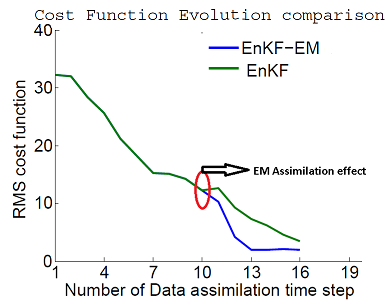 Cost Function Evolution comparison
EnKF-EM
EnKF
EM Assimilation effect
RMS cost function
40
30
20
10
0
1
4
7
10
13
16
19
Number of Data assimilation time step